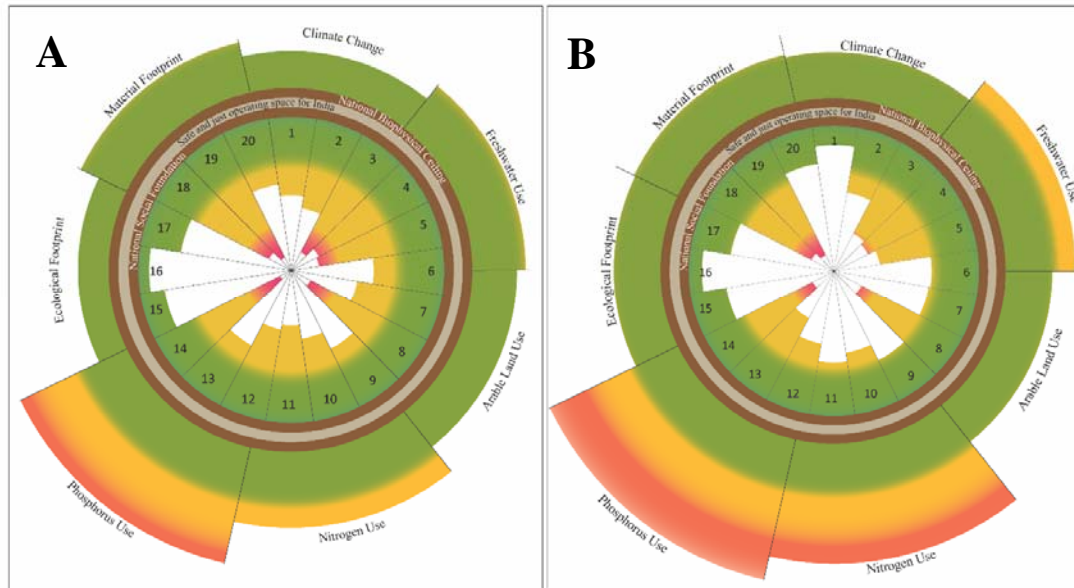 A
Climate Change
Material Footprint
Freshwater Use
Safe and just operating space for India
National Biophysical Ceiling
National Social Foundation
Ecological Footprint
Arable Land Use
Phosphorus Use
Nitrogen Use
1
2
3
4
5
6
7
8
9
10
11
12
13
14
15
16
17
18
19
20
B
Climate Change
Material Footprint
Freshwater Use
Safe and just operating space for India
National Biophysical Ceiling
National Social Foundation
Ecological Footprint
Arable Land Use
Phosphorus Use
Nitrogen Use
1
2
3
4
5
6
7
8
9
10
11
12
13
14
15
16
17
18
19
20